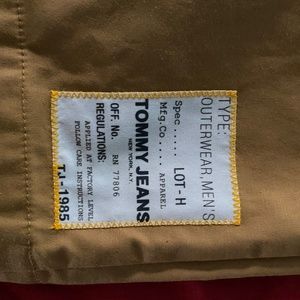 TYPE:
OUTERWEAR.MEN'S
Spec..... LOT-H
Mfg.Co..... APPAREL
TOMMY JEANS
NEW YORK, N.Y.
OFF. No. RN 77806
REGULATIONS:
APPLIED AT FACTORY LEVEL
FOLLOW CARE INSTRUCTIONS
TJ-1985